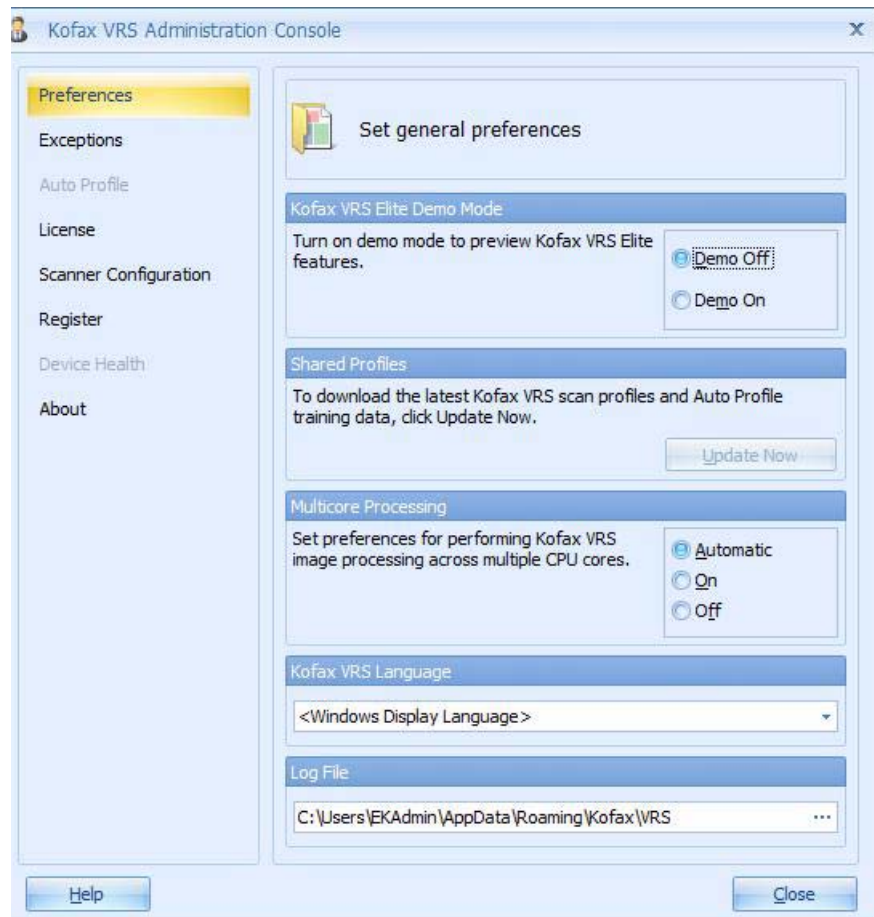 Kofax VRS Administration Console
Preferences
Exceptions
Auto Profile
License
Scanner Configuration
Register
Device Health
About
Set general preferences
Kofax VRS Elite Demo Mode
Turn on demo mode to preview Kofax VRS Elite
features.
Demo Off
Demo On
Shared Profiles
To download the latest Kofax VRS scan profiles and Auto Profile
training data, click Update Now.
Update Now
Multicore Processing
Set preferences for performing Kofax VRS
image processing across multiple CPU cores.
Automatic
On
Off
Kofax VRS Language
<Windows Display Language>
Log File
C:\Users\EKAdmin\AppData\Roaming\Kofax\VRS
...
Help
Close